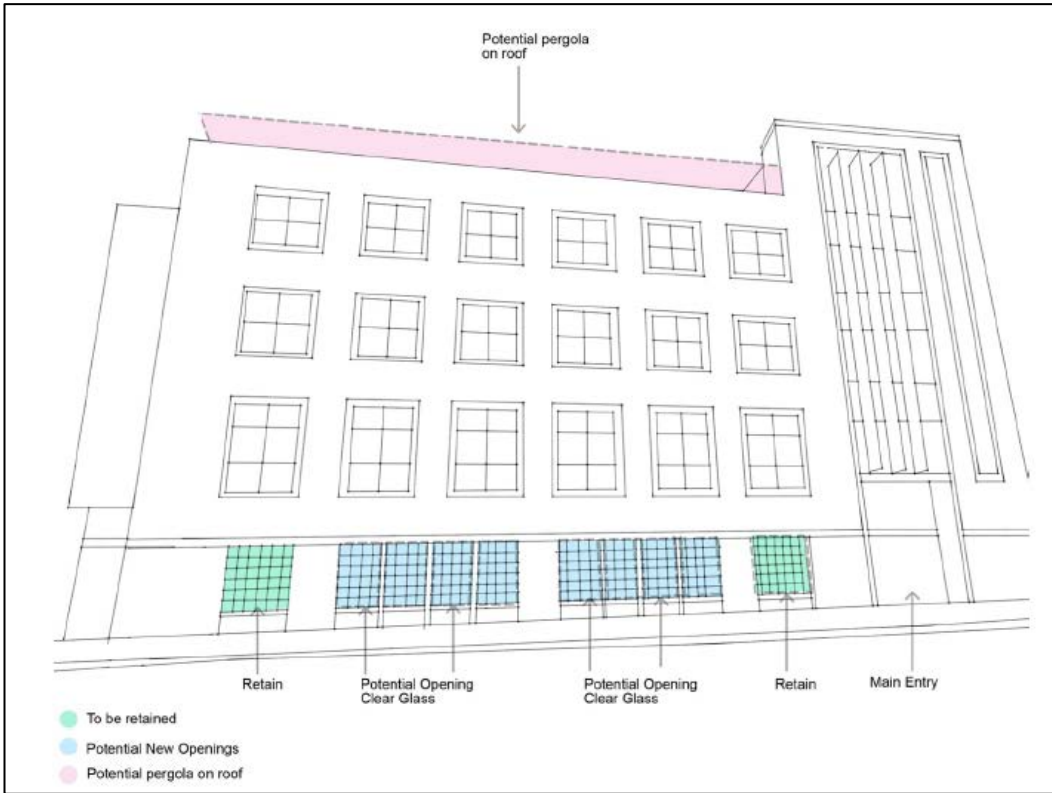 Potential pergola
on roof
Retain
Potential Opening
Clear Glass
Potential Opening
Clear Glass
Retain
Main Entry
To be retained
Potential New Openings
Potential pergola on roof